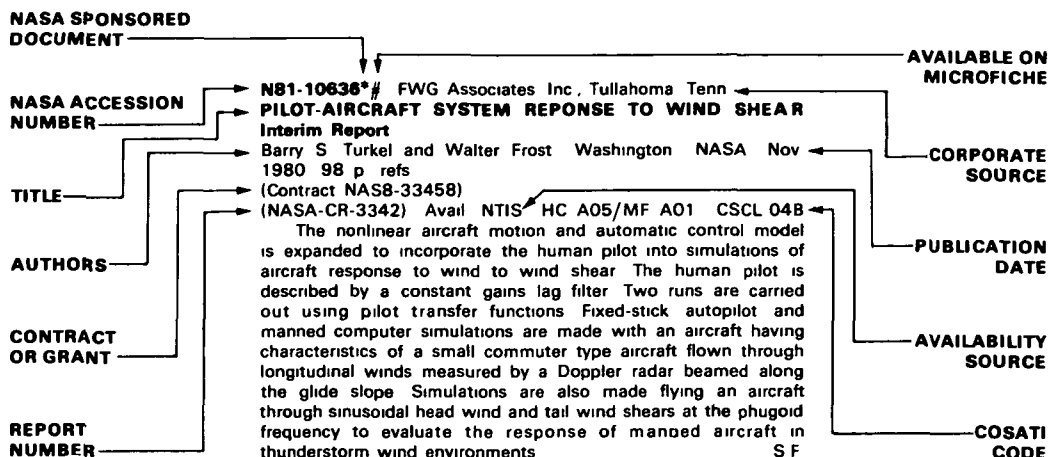 NASA SPONSORED
DOCUMENT
AVAILABLE ON
MICROFICHE
N81-10636*# FWG Associates Inc, Tullahoma Tenn
NASA ACCESSION
NUMBER
PILOT-AIRCRAFT SYSTEM REPONSE TO WIND SHEAR
Interim Report
Barry S Turkel and Walter Frost Washington NASA Nov
1980 98 p refs
CORPORATE
SOURCE
TITLE
(Contract NAS8-33458)
(NASA-CR-3342) Avail NTIS HC A05/MF A01 CSCL 04B
The nonlinear aircraft motion and automatic control model
is expanded to incorporate the human pilot into simulations of
aircraft response to wind to wind shear The human pilot is
described by a constant gains lag filter Two runs are carried
out using pilot transfer functions Fixed-stick autopilot and
manned computer simulations are made with an aircraft having
characteristics of a small commuter type aircraft flown through
longitudinal winds measured by a Doppler radar beamed along
the glide slope Simulations are also made flying an aircraft
through sinusoidal head wind and tail wind shears at the phugoid
frequency to evaluate the response of manned aircraft in
thunderstorm wind environments S F
PUBLICATION
DATE
AUTHORS
CONTRACT
OR GRANT
AVAILABILITY
SOURCE
REPORT
NUMBER
COSATI
CODE